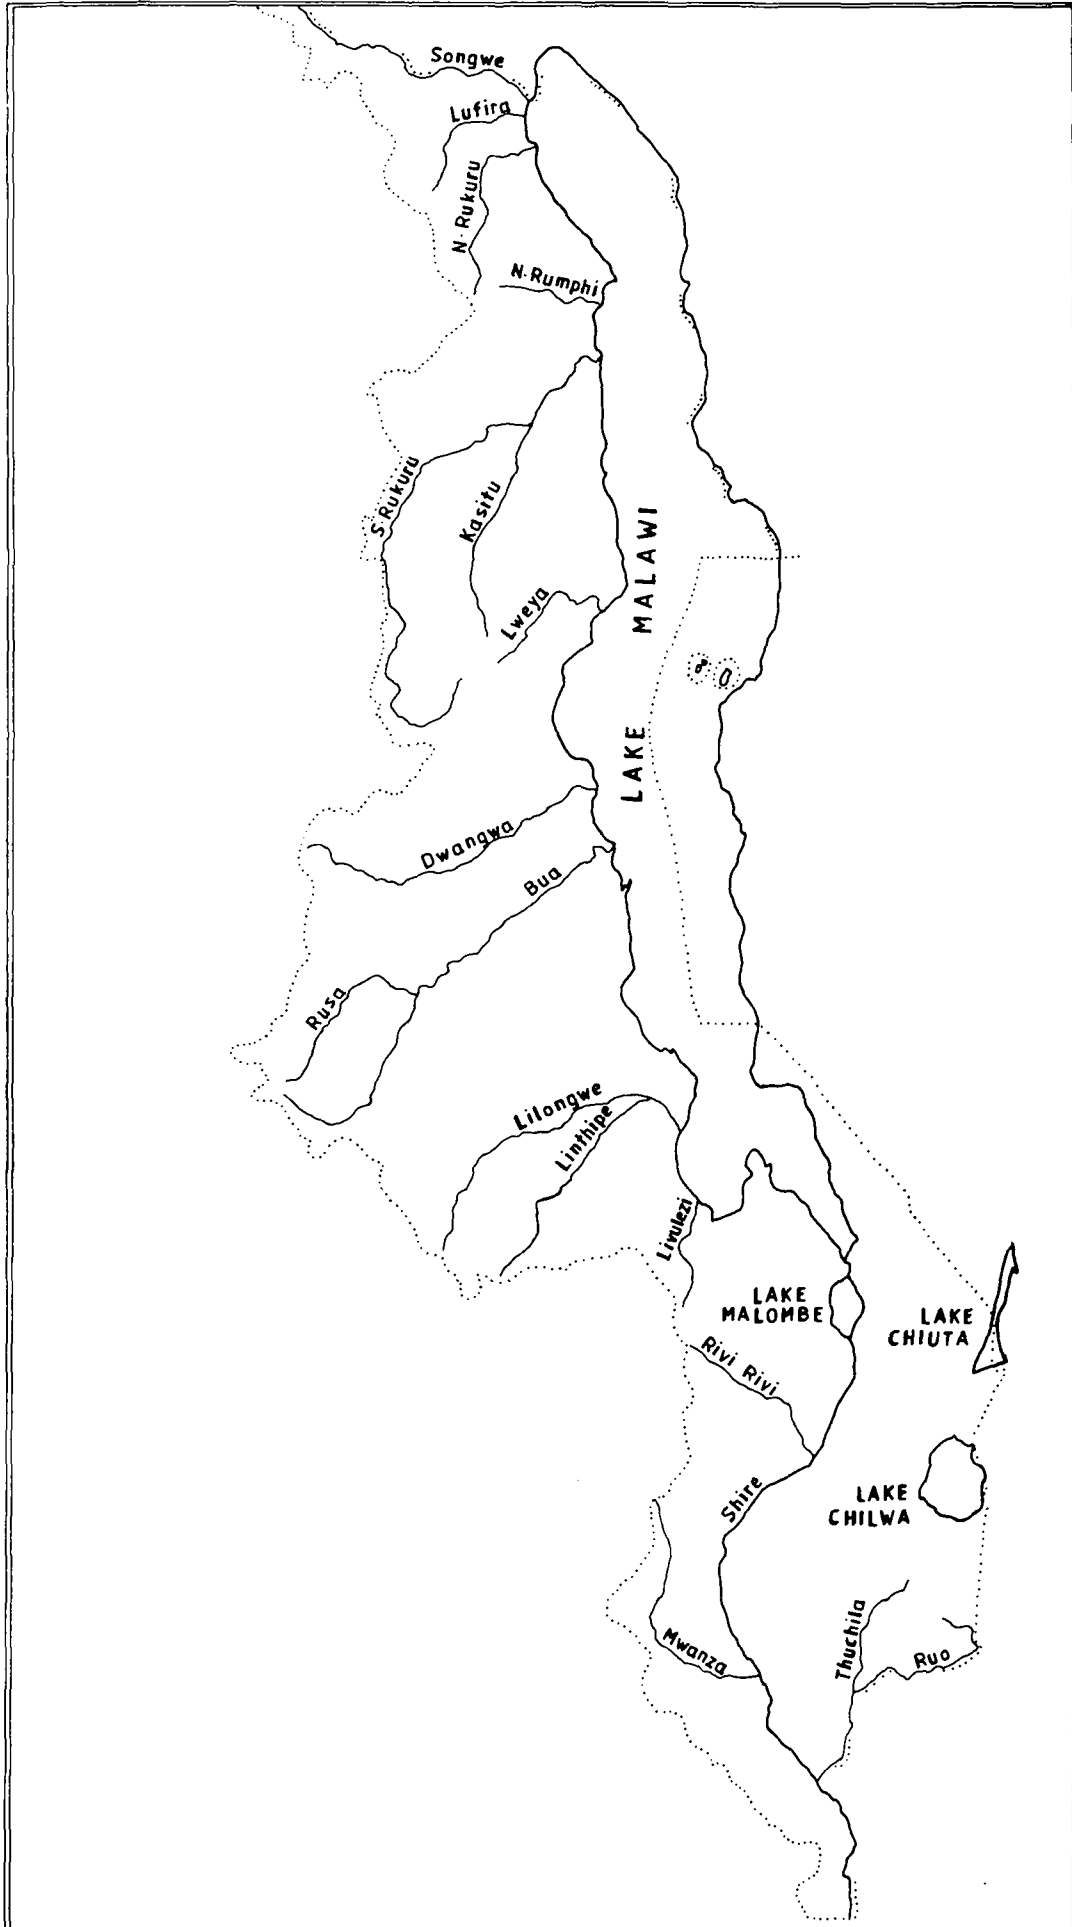 Songwe
Lufira
N·Rukuru
N·Rumphi
S·Rukuru
Kasitu
Lweya
LAKE MALAWI
Dwangwa
Bua
Rusa
Lilongwe
Linthipe
Livulezi
LAKE
MALOMBE
LAKE
CHIUTA
Rivi Rivi
Shire
LAKE
CHILWA
Thuchila
Mwanza
Ruo